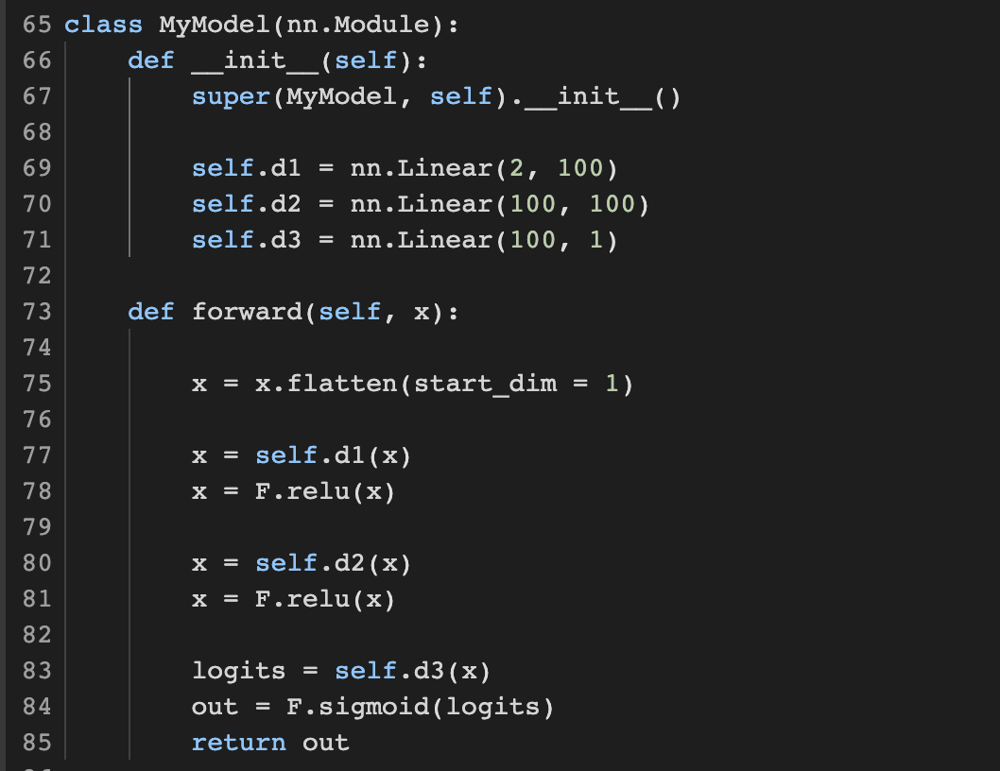 65 class MyModel(nn.Module):
66     def __init__(self):
67         super(MyModel, self).__init__()
68
69         self.d1 = nn.Linear(2, 100)
70         self.d2 = nn.Linear(100, 100)
71         self.d3 = nn.Linear(100, 1)
72
73     def forward(self, x):
74
75         x = x.flatten(start_dim = 1)
76
77         x = self.d1(x)
78         x = F.relu(x)
79
80         x = self.d2(x)
81         x = F.relu(x)
82
83         logits = self.d3(x)
84         out = F.sigmoid(logits)
85         return out